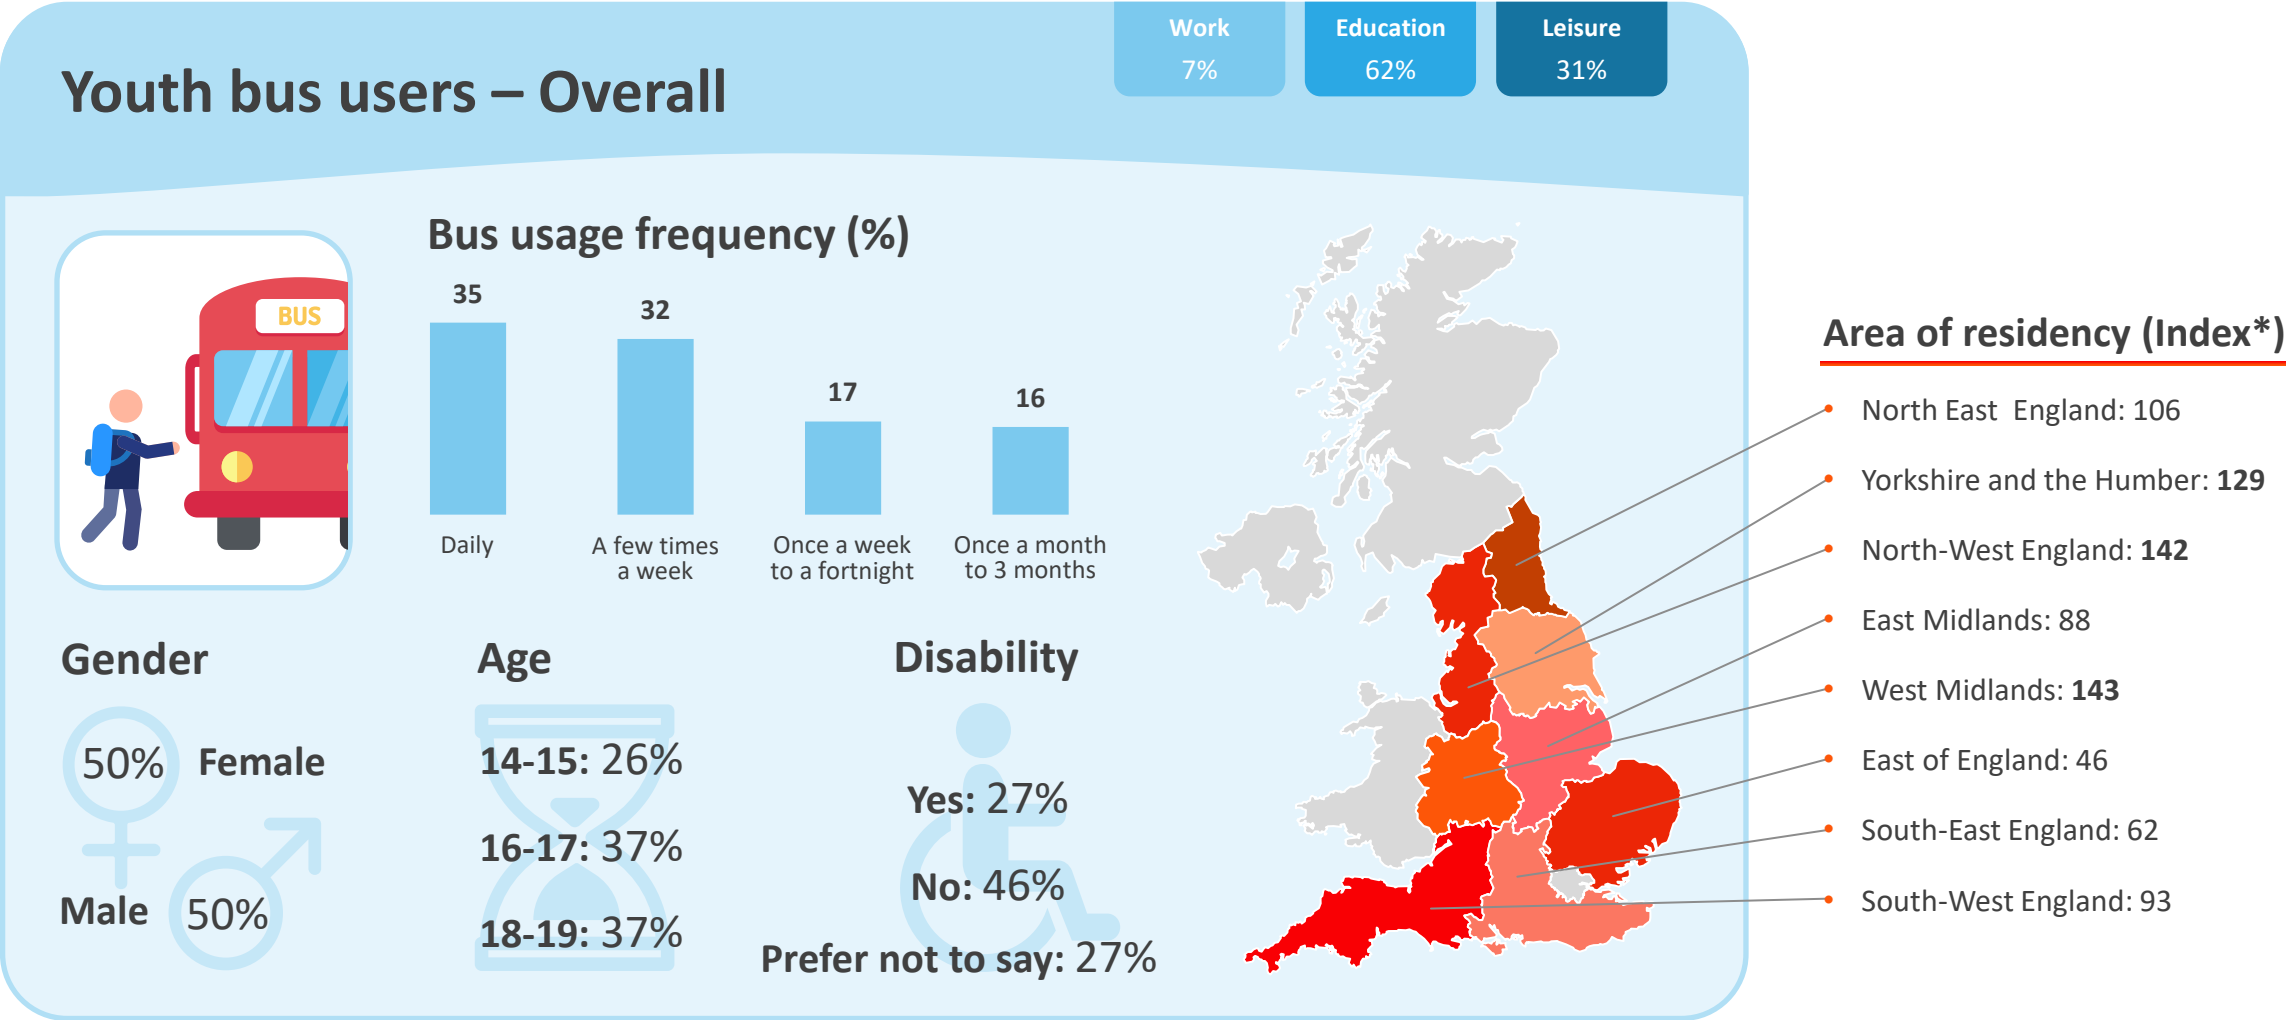 Work
7%
Education
62%
Leisure
31%
Youth bus users – Overall
Bus usage frequency (%)
BUS
35
32
17
16
Daily
A few times
a week
Once a week
to a fortnight
Once a month
to 3 months
Gender
50% Female
Male 50%
Age
14-15: 26%
16-17: 37%
18-19: 37%
Disability
Yes: 27%
No: 46%
Prefer not to say: 27%
Area of residency (Index*)
North East England: 106
Yorkshire and the Humber: 129
North-West England: 142
East Midlands: 88
West Midlands: 143
East of England: 46
South-East England: 62
South-West England: 93